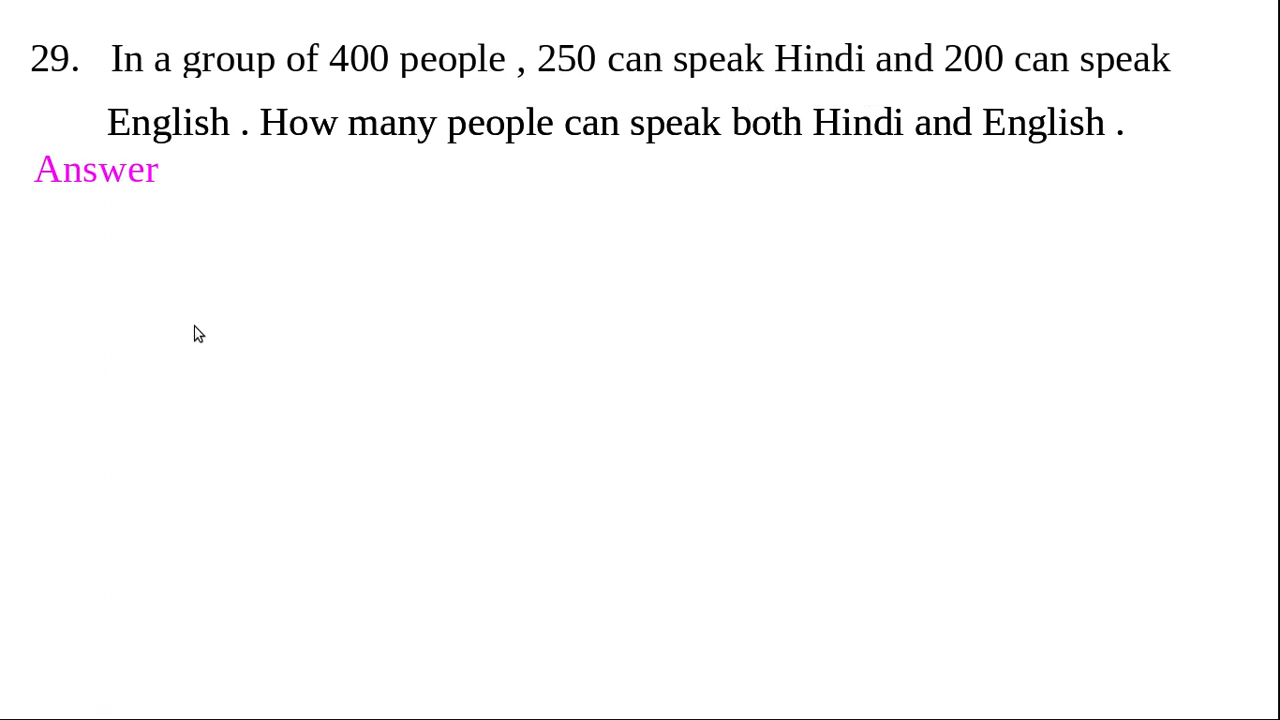 29. In a group of 400 people , 250 can speak Hindi and 200 can speak
English . How many people can speak both Hindi and English .
Answer